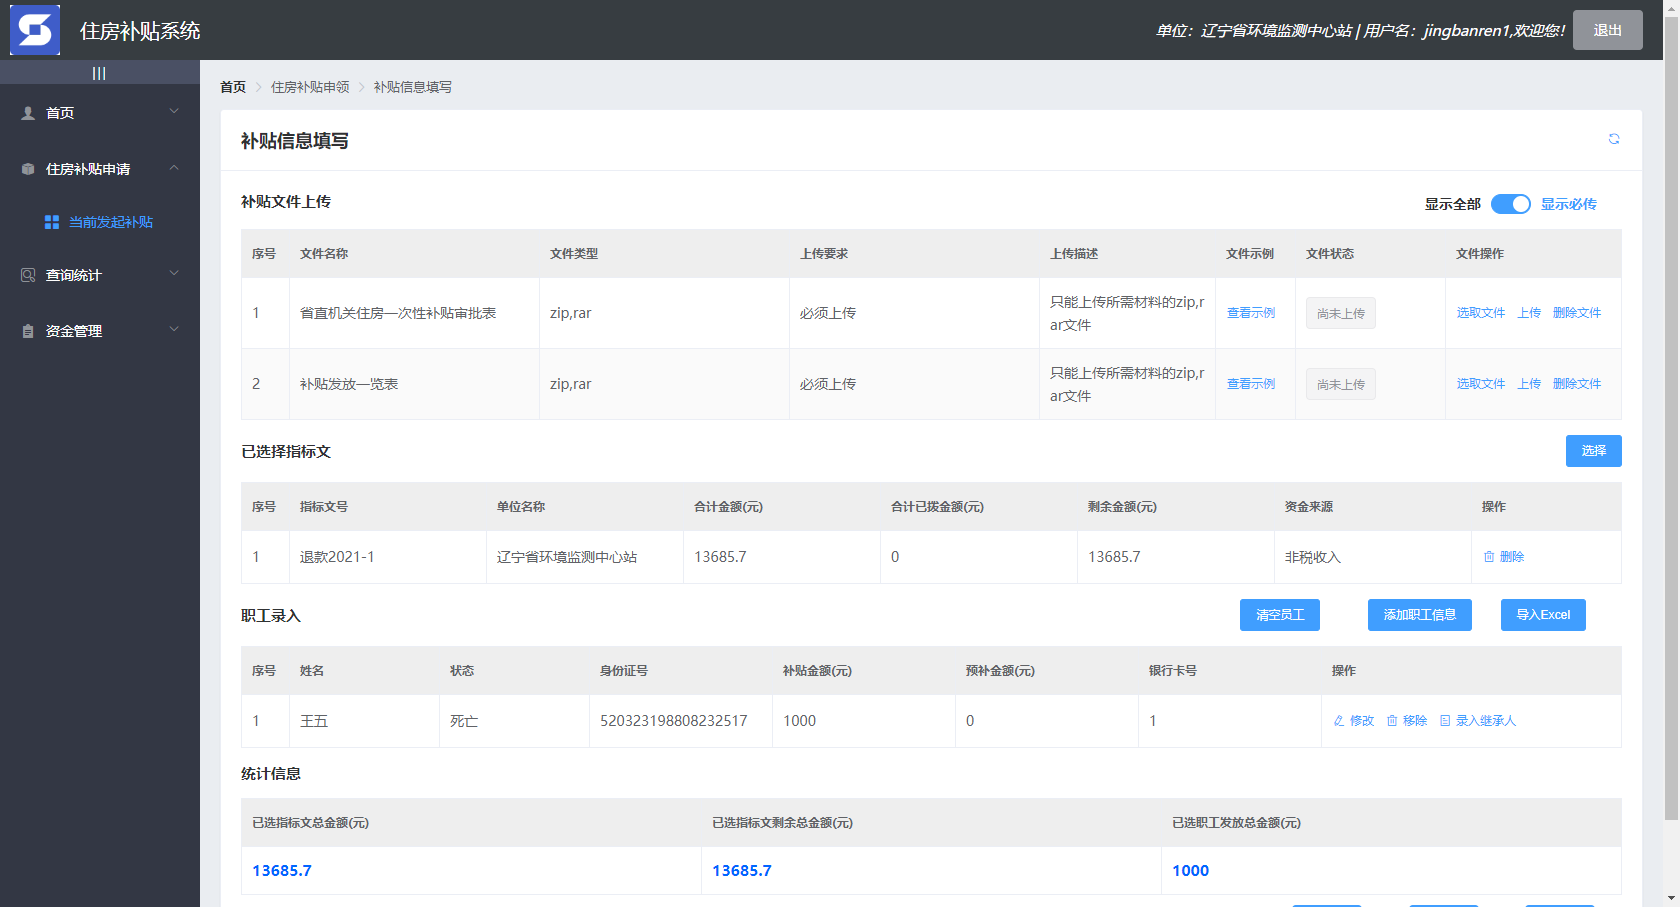 住房补贴系统
单位：辽宁省环境监测中心站 | 用户名：jingbanren1,欢迎您!
退出
首页
住房补贴申请
当前发起补贴
查询统计
资金管理
首页 > 住房补贴申领 > 补贴信息填写
补贴信息填写
补贴文件上传
显示全部 显示必传
序号 文件名称 文件类型 上传要求 上传描述 文件示例 文件状态 文件操作
1 省直机关住房一次性补贴审批表 zip,rar 必须上传 只能上传所需材料的zip,r
ar文件 查看示例 尚未上传 选取文件 上传 删除文件
2 补贴发放一览表 zip,rar 必须上传 只能上传所需材料的zip,r
ar文件 查看示例 尚未上传 选取文件 上传 删除文件
已选择指标文
选择
序号 指标文号 单位名称 合计金额(元) 合计已拨金额(元) 剩余金额(元) 资金来源 操作
1 退款2021-1 辽宁省环境监测中心站 13685.7 0 13685.7 非税收入 删除
职工录入
清空员工 添加职工信息 导入Excel
序号 姓名 状态 身份证号 补贴金额(元) 预补金额(元) 银行卡号 操作
1 王五 死亡 520323198808232517 1000 0 1 修改 移除 录入继承人
统计信息
已选指标文总金额(元) 已选指标文剩余总金额(元) 已选职工发放总金额(元)
13685.7 13685.7 1000